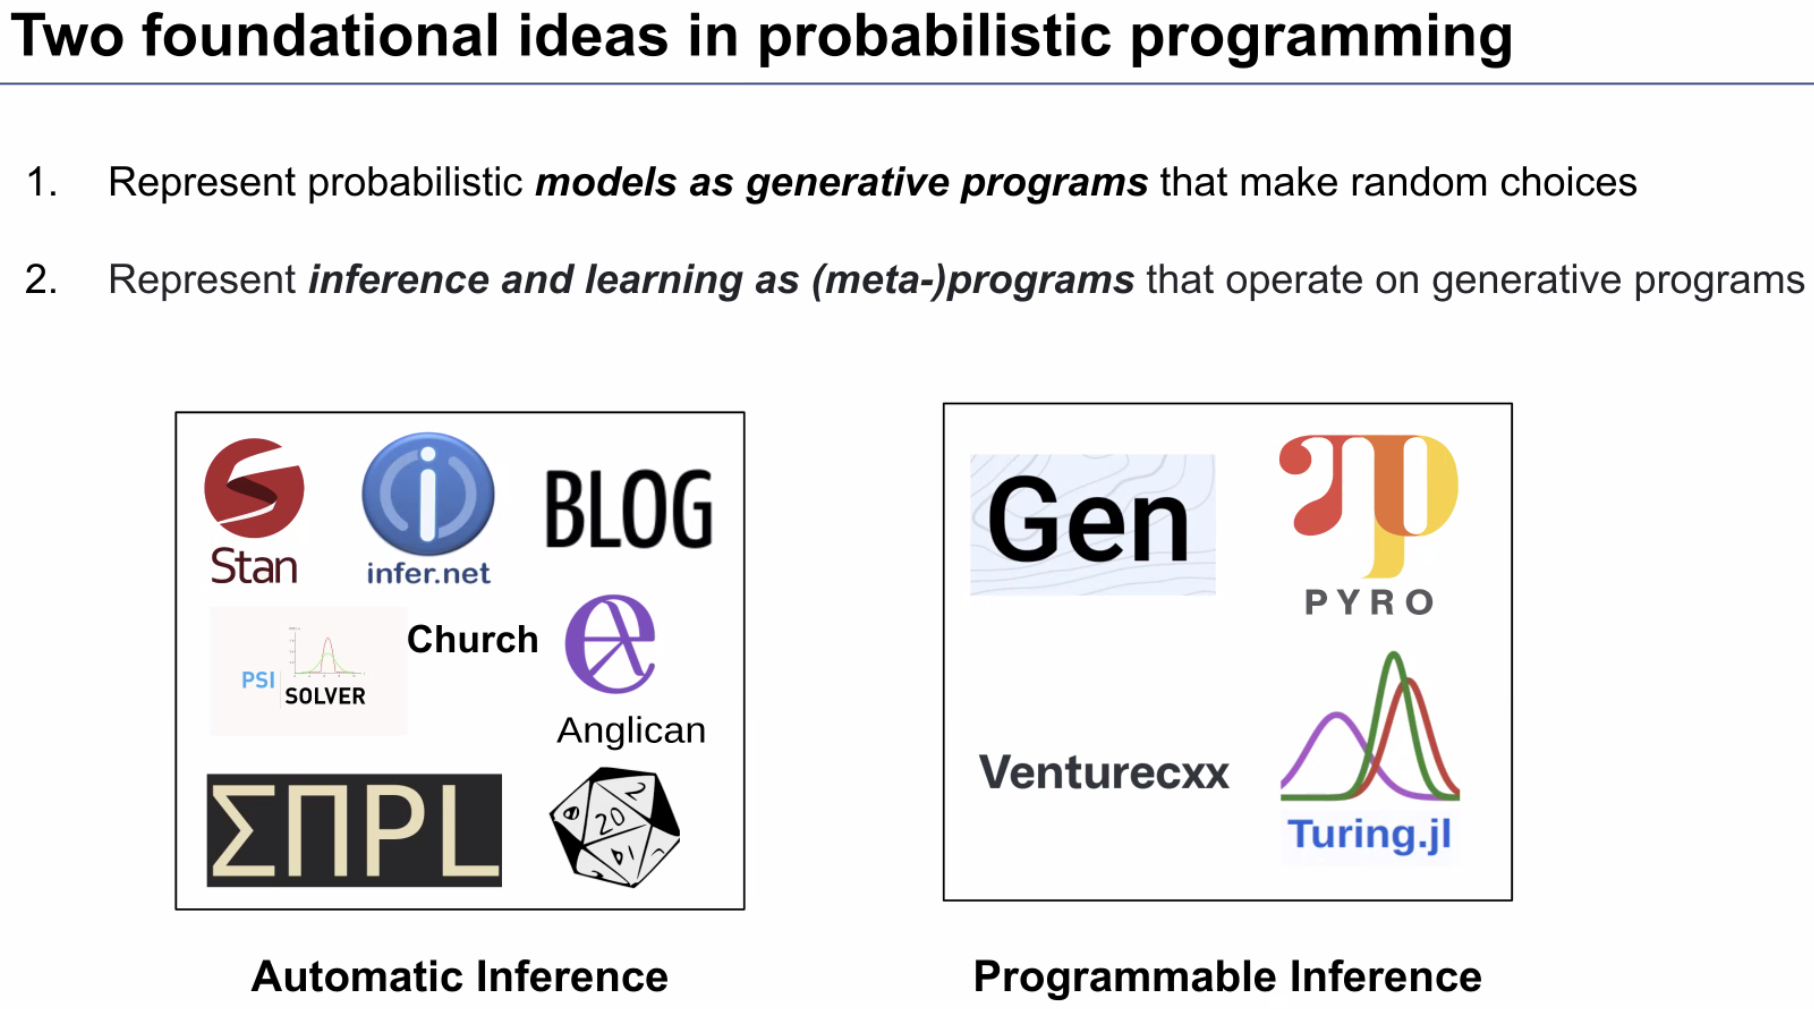 Two foundational ideas in probabilistic programming
1. Represent probabilistic models as generative programs that make random choices
2. Represent inference and learning as (meta-)programs that operate on generative programs
Stan
infer.net
BLOG
PSI SOLVER
Church
Anglican
ΣΠPL
2
20
Automatic Inference
Gen
PYRO
Venturecxx
Turing.jl
Programmable Inference